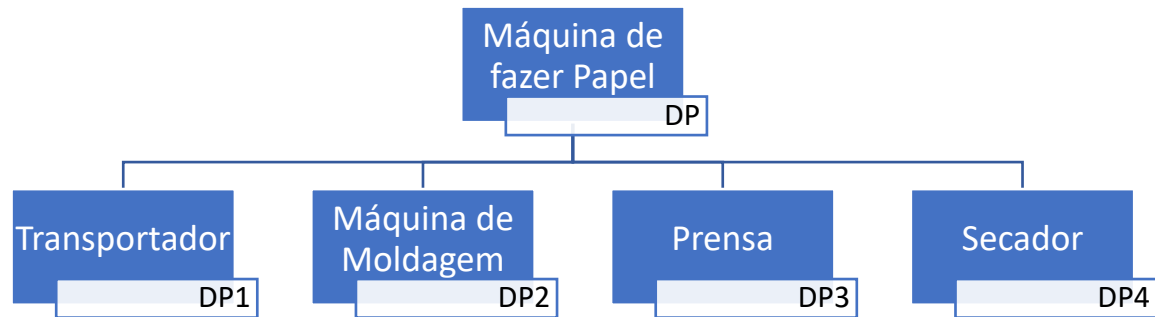 Máquina de
fazer Papel
DP
Transportador
DP1
Máquina de
Moldagem
DP2
Prensa
DP3
Secador
DP4